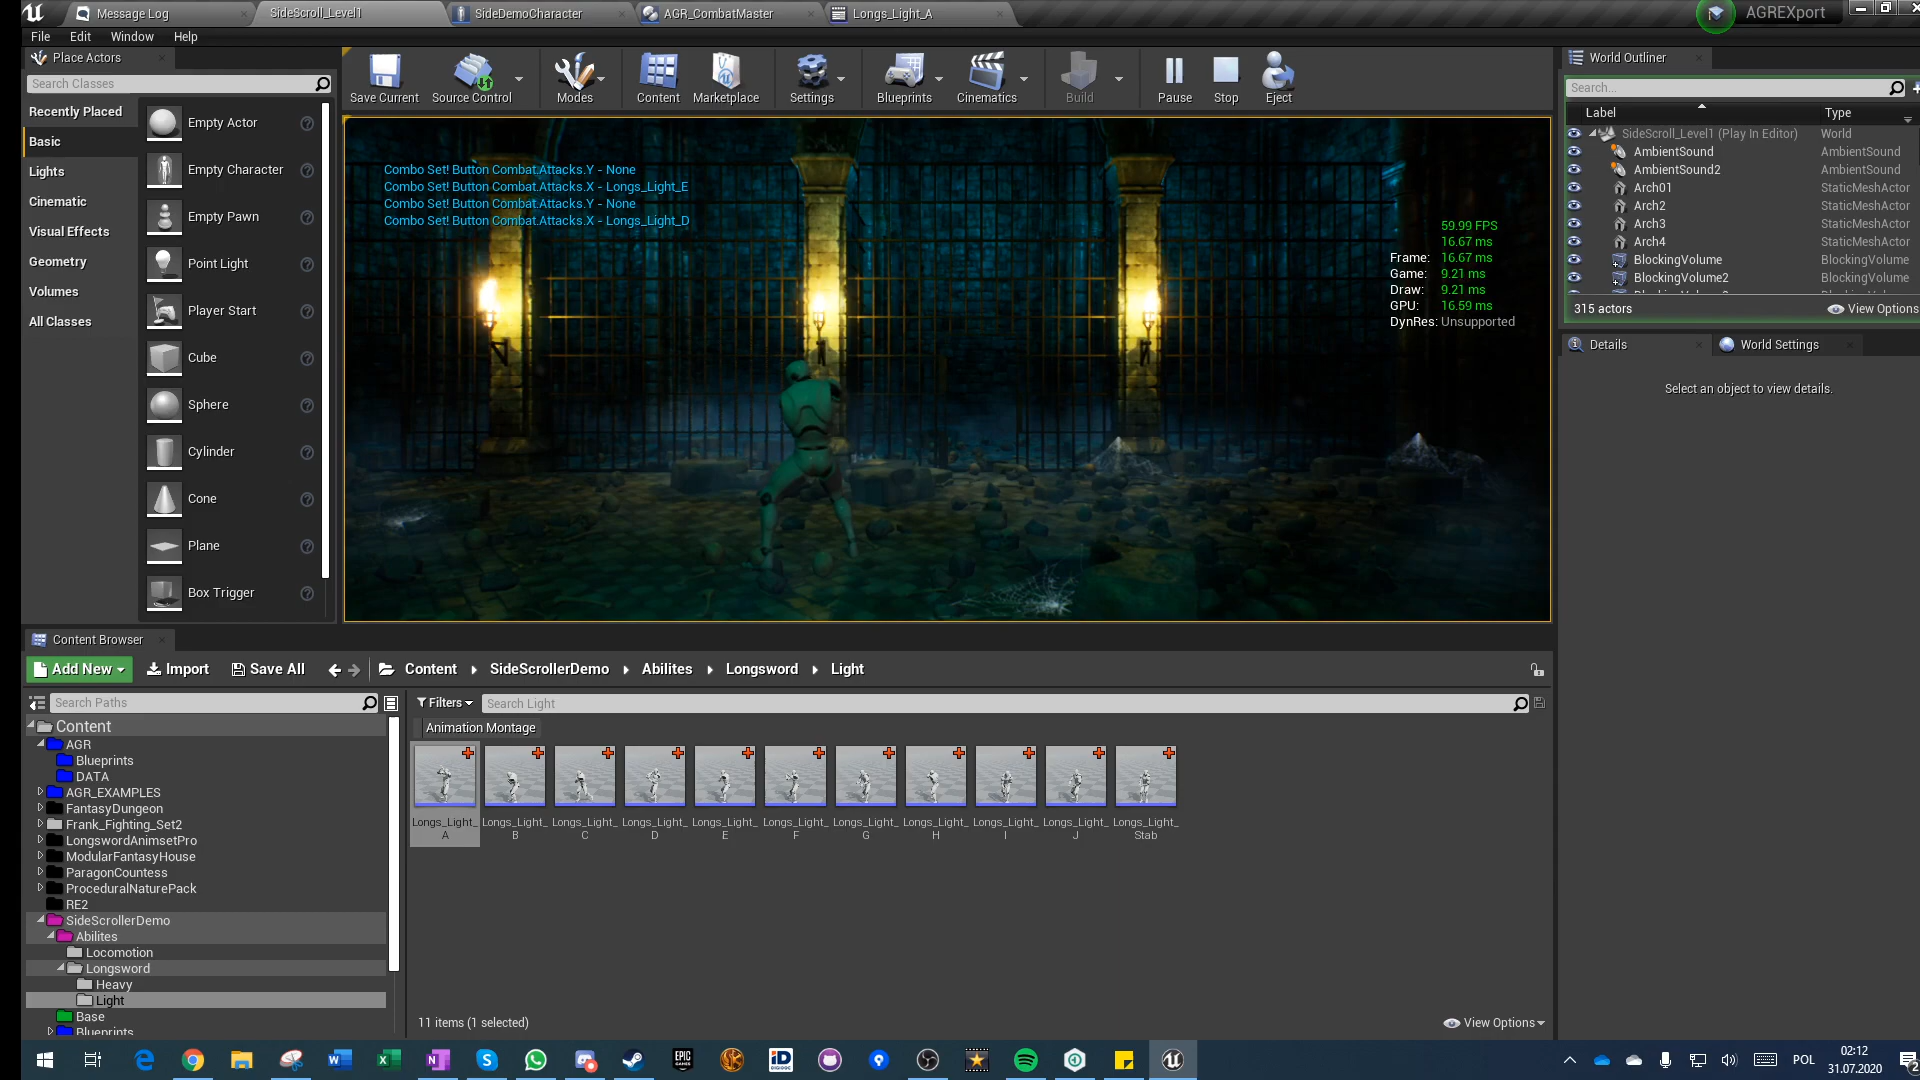 Message Log
SideScroll_Level1
SideDemoCharacter
AGR_CombatMaster
Longs_Light_A
AGREXport
File
Edit
Window
Help
Place Actors
Search Classes
Recently Placed
Basic
Lights
Cinematic
Visual Effects
Geometry
Volumes
All Classes
Empty Actor
Empty Character
Empty Pawn
Point Light
Player Start
Cube
Sphere
Cylinder
Cone
Plane
Box Trigger
Save Current
Source Control
Modes
Content
Marketplace
Settings
Blueprints
Cinematics
Build
Pause
Stop
Eject
Combo Set! Button Combat.Attacks.Y - None
Combo Set! Button Combat.Attacks.X - Longs_Light_E
Combo Set! Button Combat.Attacks.Y - None
Combo Set! Button Combat.Attacks.X - Longs_Light_D
59.99 FPS
16.67 ms
Frame: 16.67 ms
Game: 9.21 ms
Draw: 9.21 ms
GPU: 16.59 ms
DynRes: Unsupported
World Outliner
Search...
Label Type
SideScroll_Level1 (Play In Editor) World
AmbientSound AmbientSound
AmbientSound2 AmbientSound
Arch01 StaticMeshActor
Arch2 StaticMeshActor
Arch3 StaticMeshActor
Arch4 StaticMeshActor
BlockingVolume BlockingVolume
BlockingVolume2 BlockingVolume
315 actors
View Options
Details
World Settings
Select an object to view details.
Content Browser
Add New
Import
Save All
Content
SideScrollerDemo
Abilites
Longsword
Light
Search Paths
Filters
Search Light
Animation Montage
Content
AGR
Blueprints
DATA
AGR_EXAMPLES
FantasyDungeon
Frank_Fighting_Set2
LongswordAnimsetPro
ModularFantasyHouse
ParagonCountess
ProceduralNaturePack
RE2
SideScrollerDemo
Abilites
Locomotion
Longsword
Heavy
Light
Base
Blueprints
Longs_Light_
A
Longs_Light_
B
Longs_Light_
C
Longs_Light_
D
Longs_Light_
E
Longs_Light_
F
Longs_Light_
G
Longs_Light_
H
Longs_Light_
I
Longs_Light_
J
Longs_Light_
Stab
11 items (1 selected)
View Options
EPIC
GAMES
iD
DIGIDOC
POL
02:12
31.07.2020
2